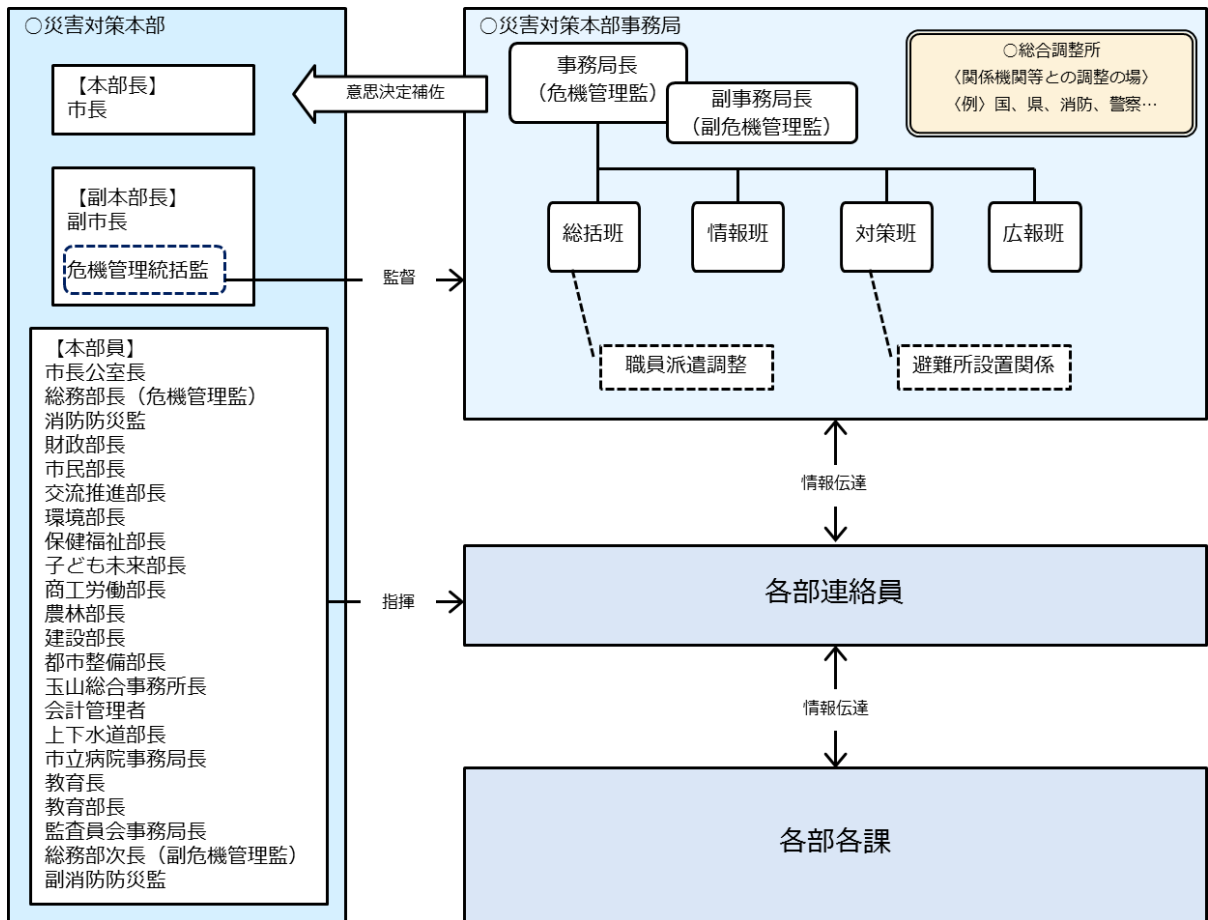 ○災害対策本部
【本部長】
市長
【副本部長】
副市長
危機管理統括監
【本部員】
市長公室長
総務部長（危機管理監）
消防防災監
財政部長
市民部長
交流推進部長
環境部長
保健福祉部長
子ども未来部長
商工労働部長
農林部長
建設部長
都市整備部長
玉山総合事務所長
会計管理者
上下水道部長
市立病院事務局長
教育長
教育部長
監査員会事務局長
総務部次長（副危機管理監）
副消防防災監
意思決定補佐
監督
指揮
○災害対策本部事務局
事務局長
（危機管理監）
副事務局長
（副危機管理監）
○総合調整所
〈関係機関等との調整の場〉
〈例〉国、県、消防、警察…
総括班
情報班
対策班
広報班
職員派遣調整
避難所設置関係
情報伝達
各部連絡員
情報伝達
各部各課